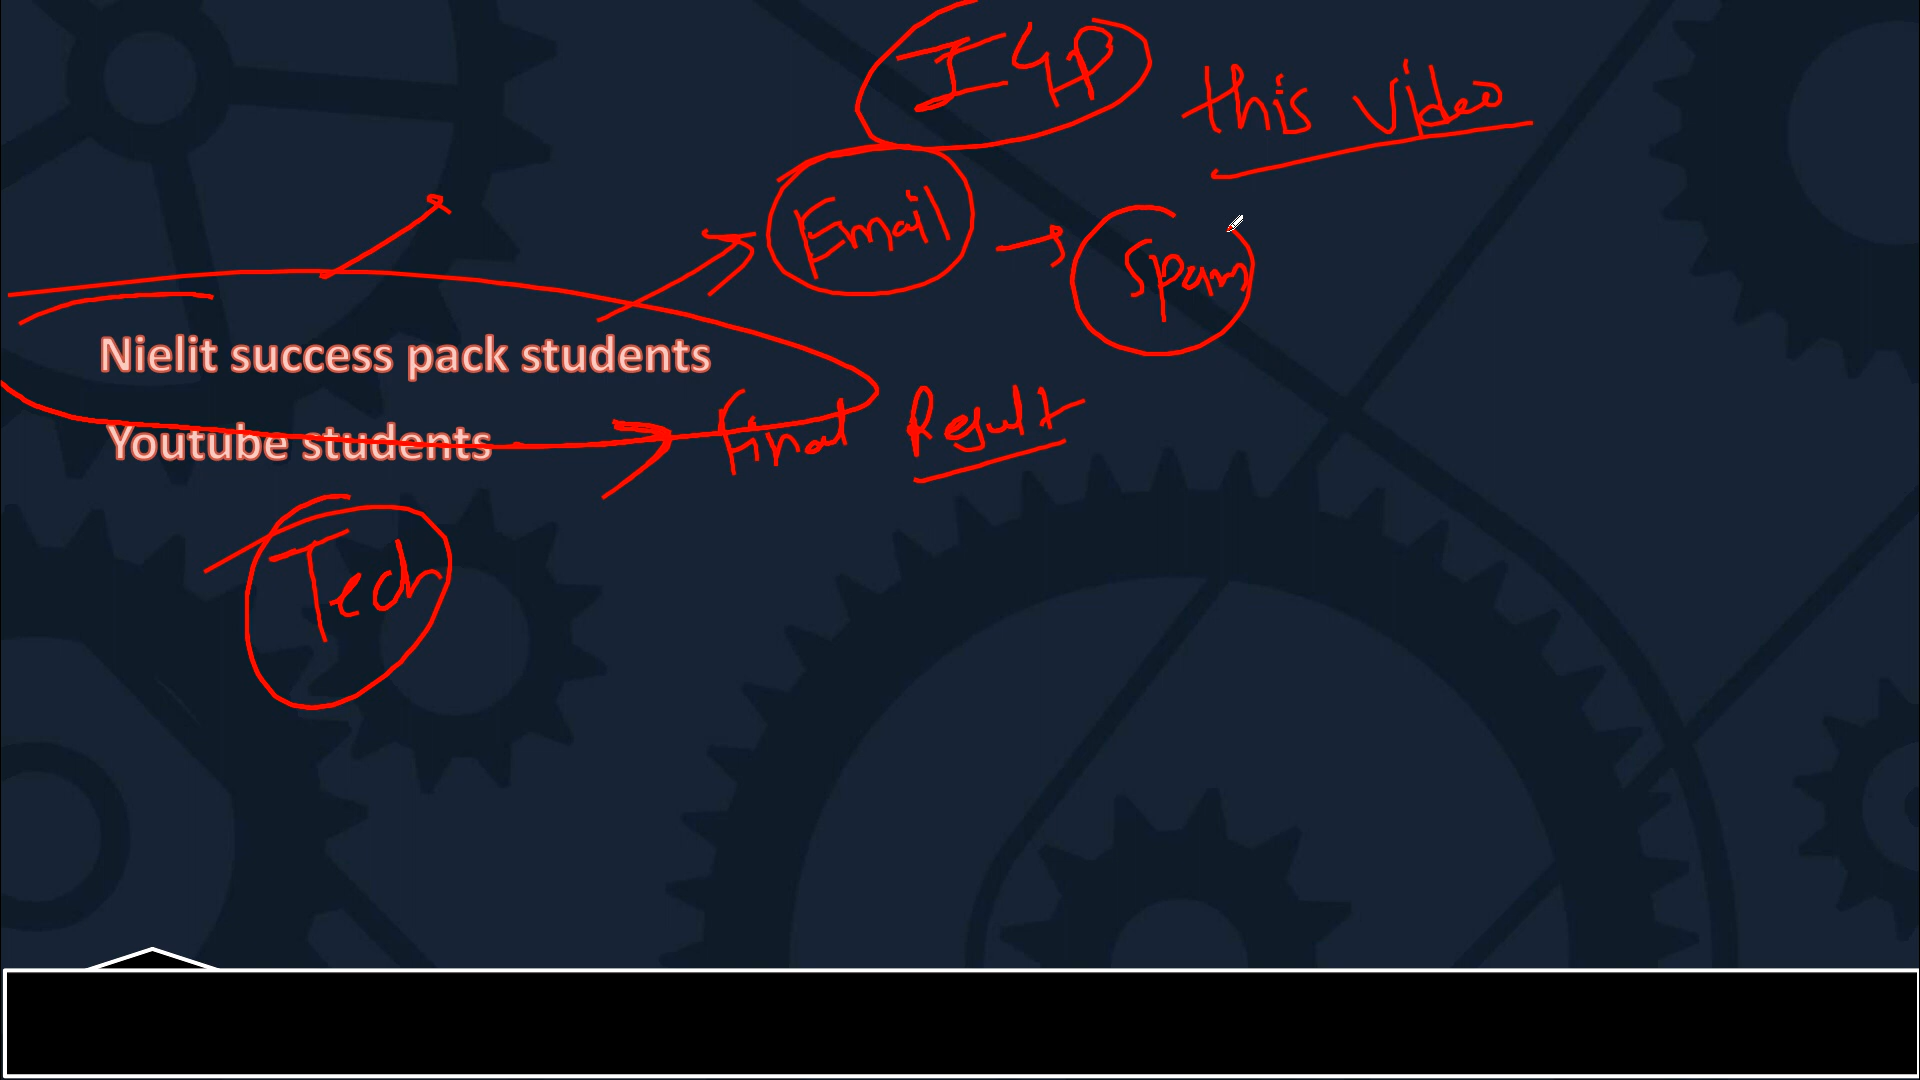 I4P
this video
Email
Spam
Nielit success pack students
Final Result
Youtube students
Tech